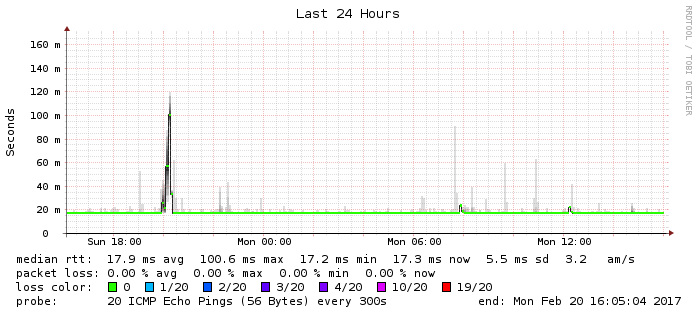 Last 24 Hours
RRDTOOL / TOBI OETIKER
Seconds
160 m
140 m
120 m
100 m
80 m
60 m
40 m
20 m
0
Sun 18:00 Mon 00:00 Mon 06:00 Mon 12:00
median rtt: 17.9 ms avg 100.6 ms max 17.2 ms min 17.3 ms now 5.5 ms sd 3.2 am/s
packet loss: 0.00 % avg 0.00 % max 0.00 % min 0.00 % now
loss color: 0 1/20 2/20 3/20 4/20 10/20 19/20
probe: 20 ICMP Echo Pings (56 Bytes) every 300s end: Mon Feb 20 16:05:04 2017